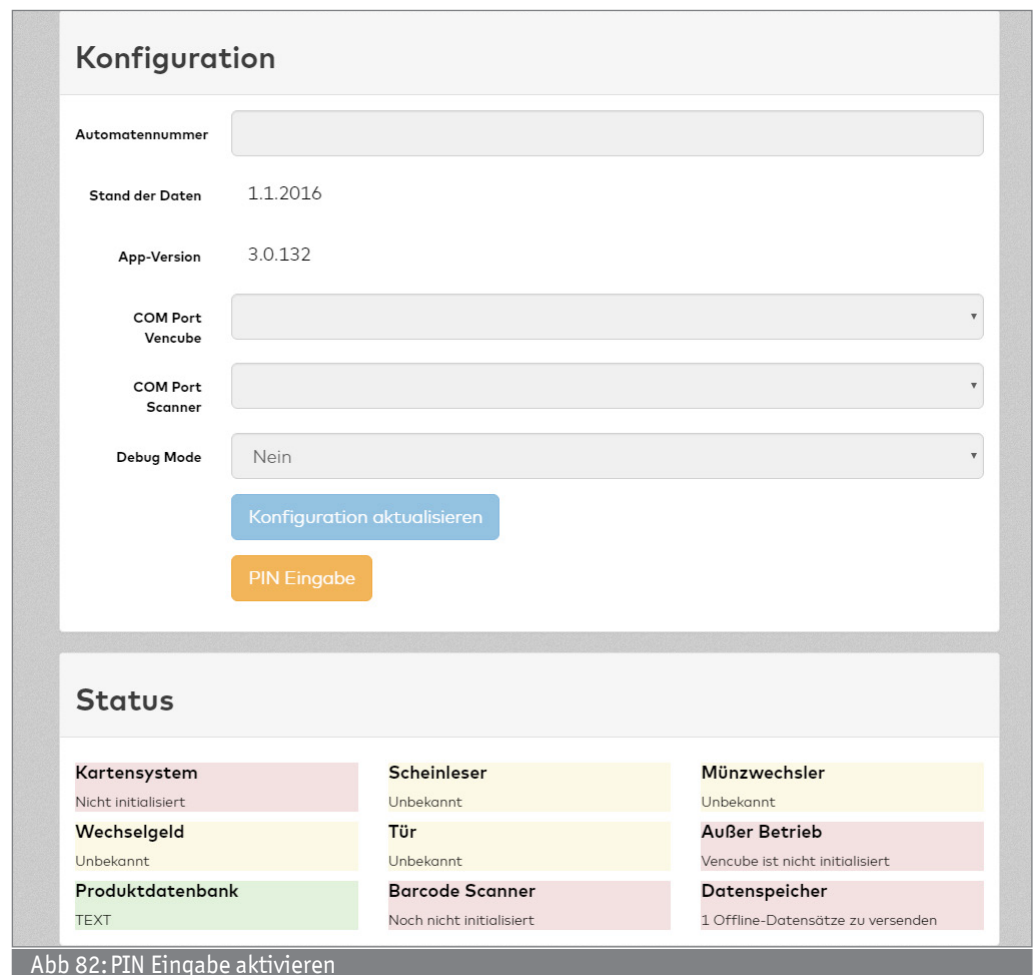 Konfiguration
Automatennummer
Stand der Daten 1.1.2016
App-Version 3.0.132
COM Port
Vencube
COM Port
Scanner
Debug Mode Nein
Konfiguration aktualisieren
PIN Eingabe
Status
Kartensystem
Nicht initialisiert
Scheinleser
Unbekannt
Münzwechsler
Unbekannt
Wechselgeld
Unbekannt
Tür
Unbekannt
Außer Betrieb
Vencube ist nicht initialisiert
Produktdatenbank
TEXT
Barcode Scanner
Noch nicht initialisiert
Datenspeicher
1 Offline-Datensätze zu versenden
Abb 82: PIN Eingabe aktivieren